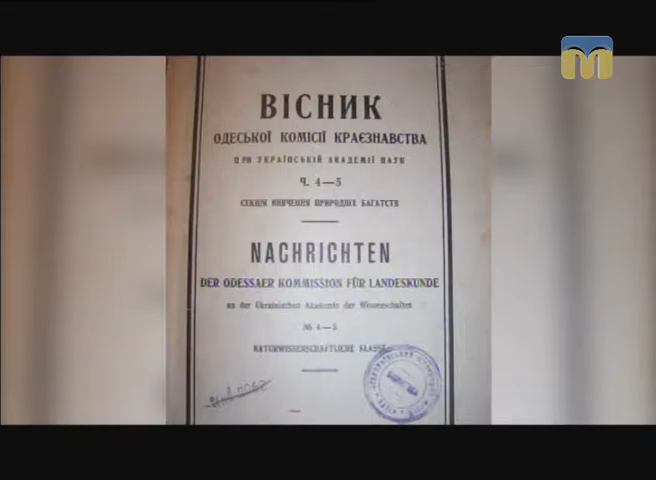 ВІСНИК
ОДЕСЬКОЇ КОМІСІЇ КРАЄЗНАВСТВА
ПРИ УКРАЇНСЬКІЙ АКАДЕМІЇ НАУК
Ч. 4—5
СЕКЦІЯ ВИВЧЕННЯ ПРИРОДНІХ БАГАТСТВ
NACHRICHTEN
DER ODESSAER KOMMISSION FÜR LANDESKUNDE
an der Ukrainischen Akademie der Wissenschaften
№ 4—5
NATURWISSENSCHAFTLICHE KLASSE